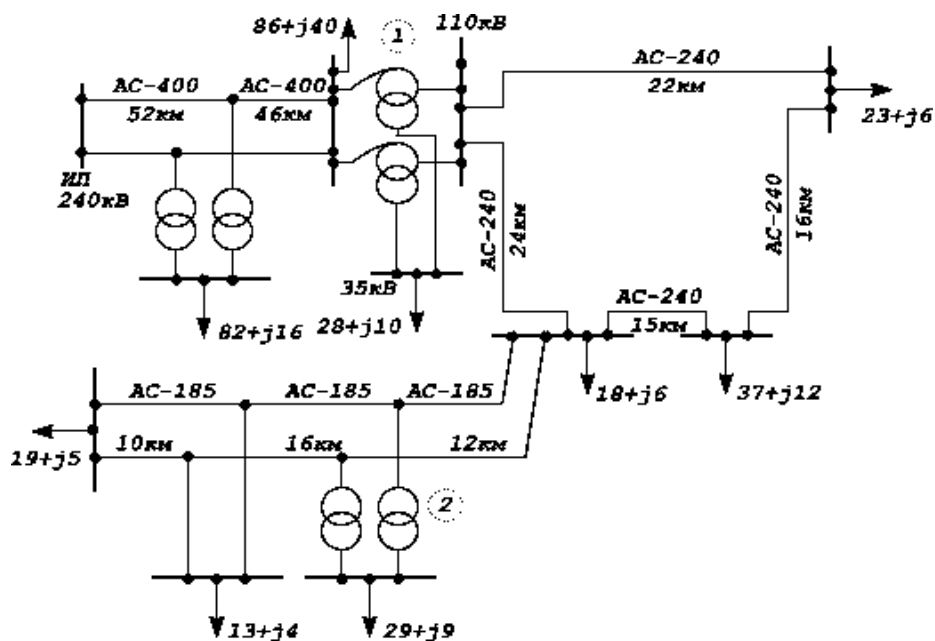 86+j40
1
110кВ
АС-400
АС-400
АС-240
52км
46км
22км
23+j6
ИП
240кВ
АС-240
24км
АС-240
16км
35кВ
АС-240
82+j16
28+j10
15км
АС-185
АС-185
АС-185
18+j6
37+j12
19+j5
10км
16км
12км
2
13+j4
29+j9